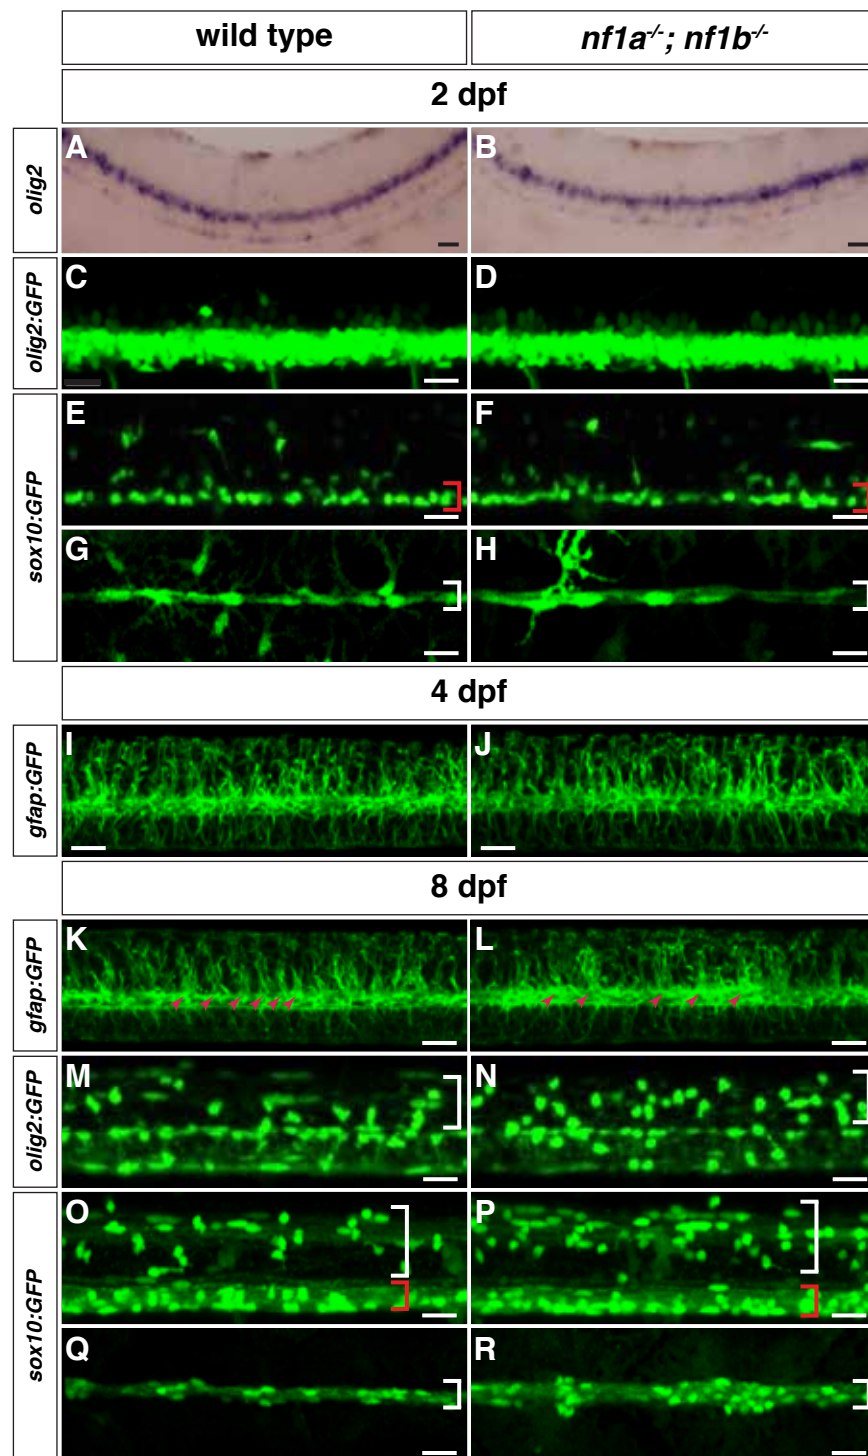 wild type
nf1a-/-; nf1b-/-
2 dpf
olig2
A
B
olig2:GFP
C
D
sox10:GFP
E
F
G
H
4 dpf
gfap:GFP
I
J
8 dpf
gfap:GFP
K
L
olig2:GFP
M
N
sox10:GFP
O
P
Q
R